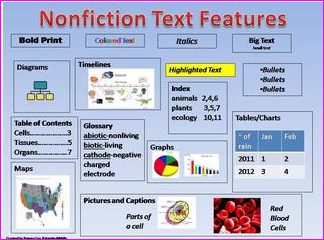 Nonfiction Text Features
Bold Print
Colored Text
Italics
Big Text
Small text
Diagrams
Timelines
Highlighted Text
•Bullets
•Bullets
•Bullets
Index
animals 2,4,6
plants 3,5,7
ecology 10,11
Table of Contents
Cells..............3
Tissues..........5
Organs..........7
Glossary
abiotic-nonliving
biotic-living
cathode-negative
charged
electrode
Graphs
Tables/Charts
" of rain Jan Feb
2011 1 2
2012 3 4
Maps
Pictures and Captions
Parts of
a cell
Red
Blood
Cells